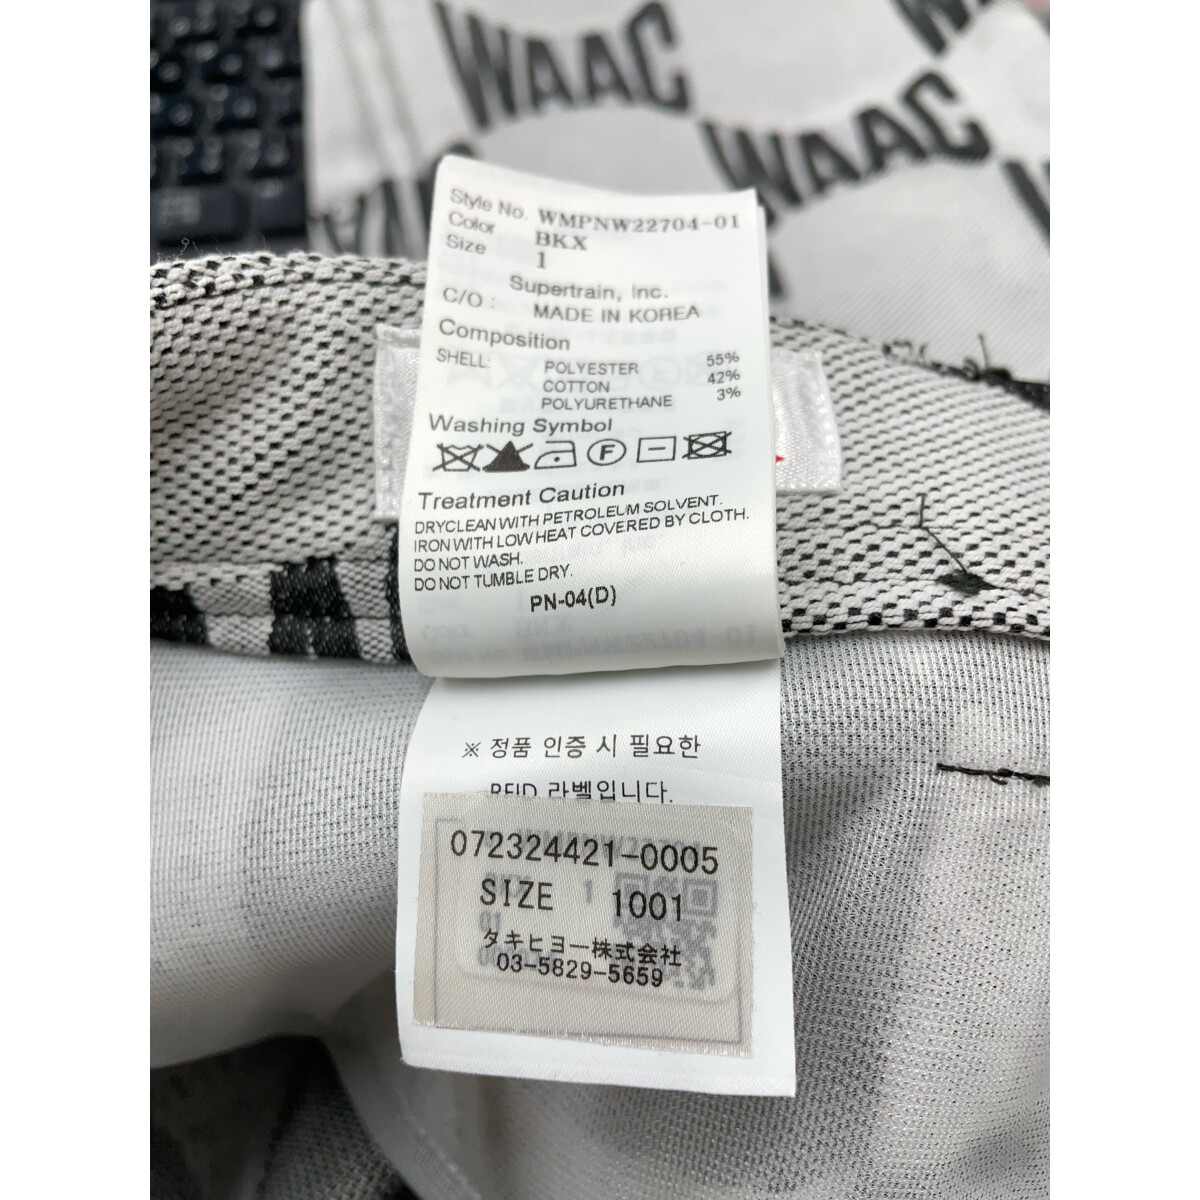 WAAC
WAAC
Style No. WMPNW22704-01
Color BKX
Size 1
Supertrain, Inc.
C/O : MADE IN KOREA
Composition
SHELL: POLYESTER 55%
COTTON 42%
POLYURETHANE 3%
Washing Symbol
F
Treatment Caution
DRYCLEAN WITH PETROLEUM SOLVENT.
IRON WITH LOW HEAT COVERED BY CLOTH.
DO NOT WASH.
DO NOT TUMBLE DRY.
PN-04(D)
※ 정품 인증 시 필요한
RFID 라벨입니다.
072324421-0005
SIZE 1001
タキヒヨー株式会社
03-5829-5659